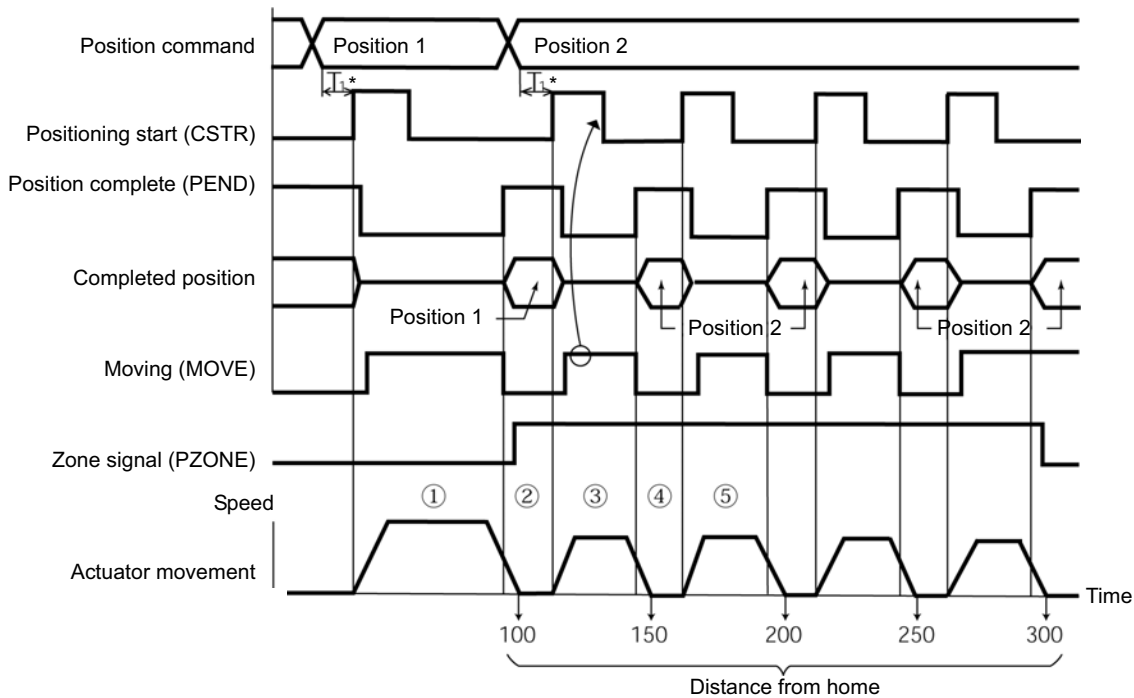 Position command
Position 1
Position 2
T₁*
T₁*
Positioning start (CSTR)
Position complete (PEND)
Completed position
Position 1
Position 2
Position 2
Moving (MOVE)
Zone signal (PZONE)
Speed
① ② ③ ④ ⑤
Actuator movement
Time
100 150 200 250 300
Distance from home